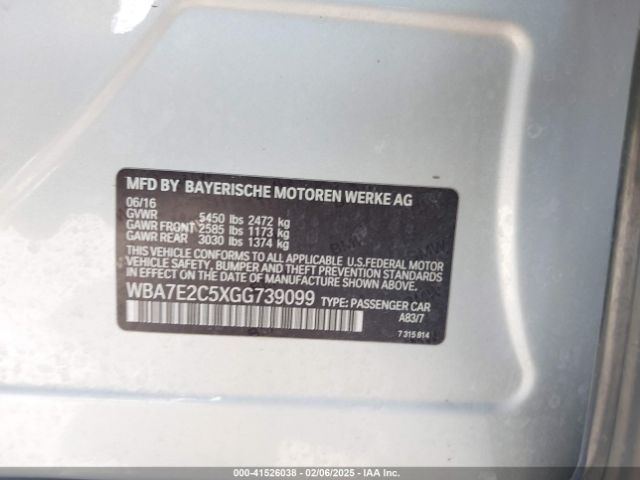 MFD BY BAYERISCHE MOTOREN WERKE AG
06/16
GVWR 5450 lbs 2472 kg
GAWR FRONT 2585 lbs 1173 kg
GAWR REAR 3030 lbs 1374 kg
THIS VEHICLE CONFORMS TO ALL APPLICABLE U.S.FEDERAL MOTOR
VEHICLE SAFETY, BUMPER, AND THEFT PREVENTION STANDARDS
IN EFFECT ON THE DATE OF MANUFACTURE SHOWN ABOVE.
WBA7E2C5XGG739099 TYPE: PASSENGER CAR
A83/7
7 315 814
000-41526038 - 02/06/2025 - IAA Inc.